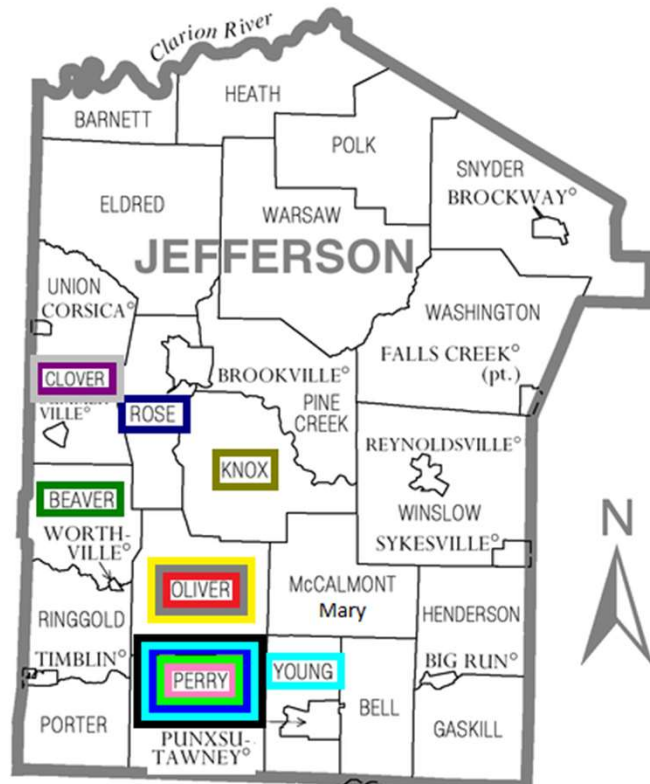 Clarion River
HEATH
BARNETT
POLK
SNYDER
BROCKWAY°
ELDRED
WARSAW
JEFFERSON
UNION
CORSICA°
WASHINGTON
FALLS CREEK°
(pt.)
CLOVER
BROOKVILLE°
VILLE°
ROSE
PINE
CREEK
REYNOLDSVILLE°
KNOX
BEAVER
WINSLOW
WORTH-
VILLE°
SYKESVILLE°
N
OLIVER
McCALMONT
Mary
RINGGOLD
HENDERSON
TIMBLIN°
BIG RUN°
PERRY
YOUNG
BELL
PORTER
GASKILL
PUNXSU-
TAWNEY°